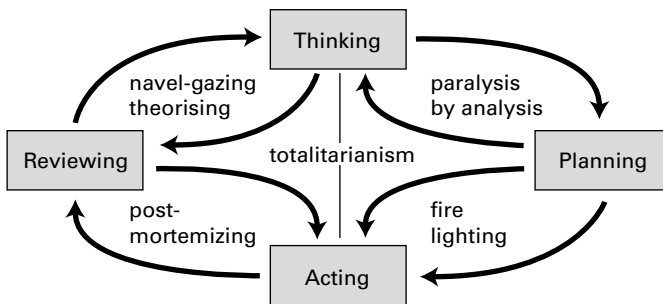 Thinking
navel-gazing
theorising
paralysis
by analysis
Reviewing
totalitarianism
Planning
post-
mortemizing
fire
lighting
Acting